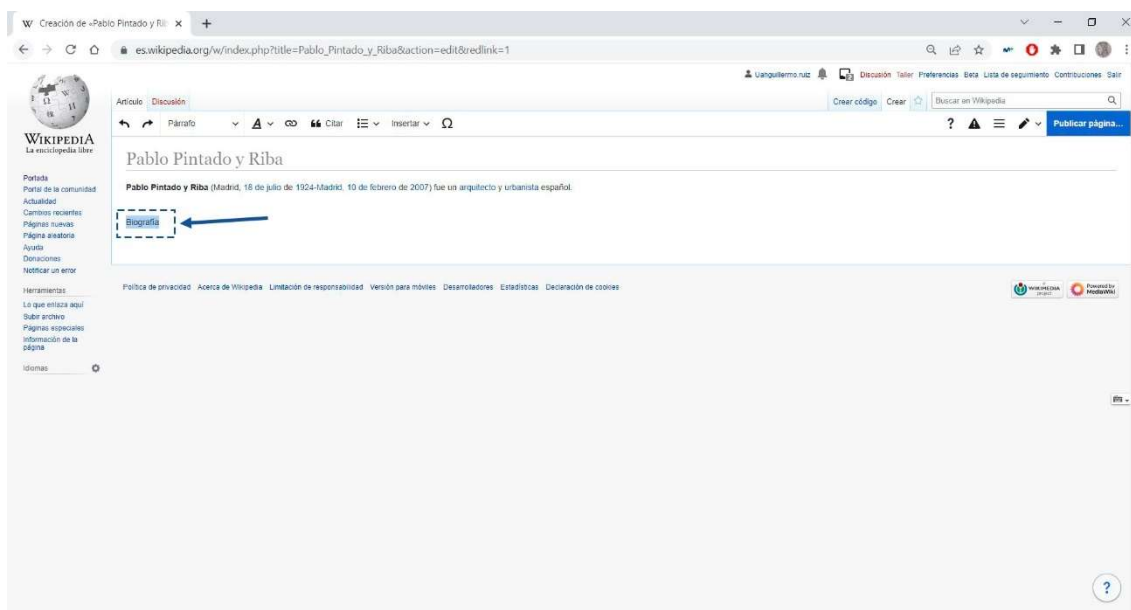 W Creación de «Pablo Pintado y Ri
es.wikipedia.org/w/index.php?title=Pablo_Pintado_y_Riba&action=edit&redlink=1
Uanguillermo.ruiz Discusión Taller Preferencias Beta Lista de seguimiento Contribuciones Salir
Artículo Discusión Crear código Crear Buscar en Wikipedia
Párrafo A Citar Insertar Ω ? Publicar página...
WIKIPEDIA
La enciclopedia libre
Pablo Pintado y Riba
Pablo Pintado y Riba (Madrid, 18 de julio de 1924-Madrid, 10 de febrero de 2007) fue un arquitecto y urbanista español.
Biografía
Portada
Portal de la comunidad
Actualidad
Cambios recientes
Páginas nuevas
Página aleatoria
Ayuda
Donaciones
Notificar un error
Herramientas
Lo que enlaza aquí
Subir archivo
Páginas especiales
Información de la
página
Idiomas
Política de privacidad Acerca de Wikipedia Limitación de responsabilidad Versión para móviles Desarrolladores Estadísticas Declaración de cookies
WIKIMEDIA
project
Powered by
MediaWiki
?